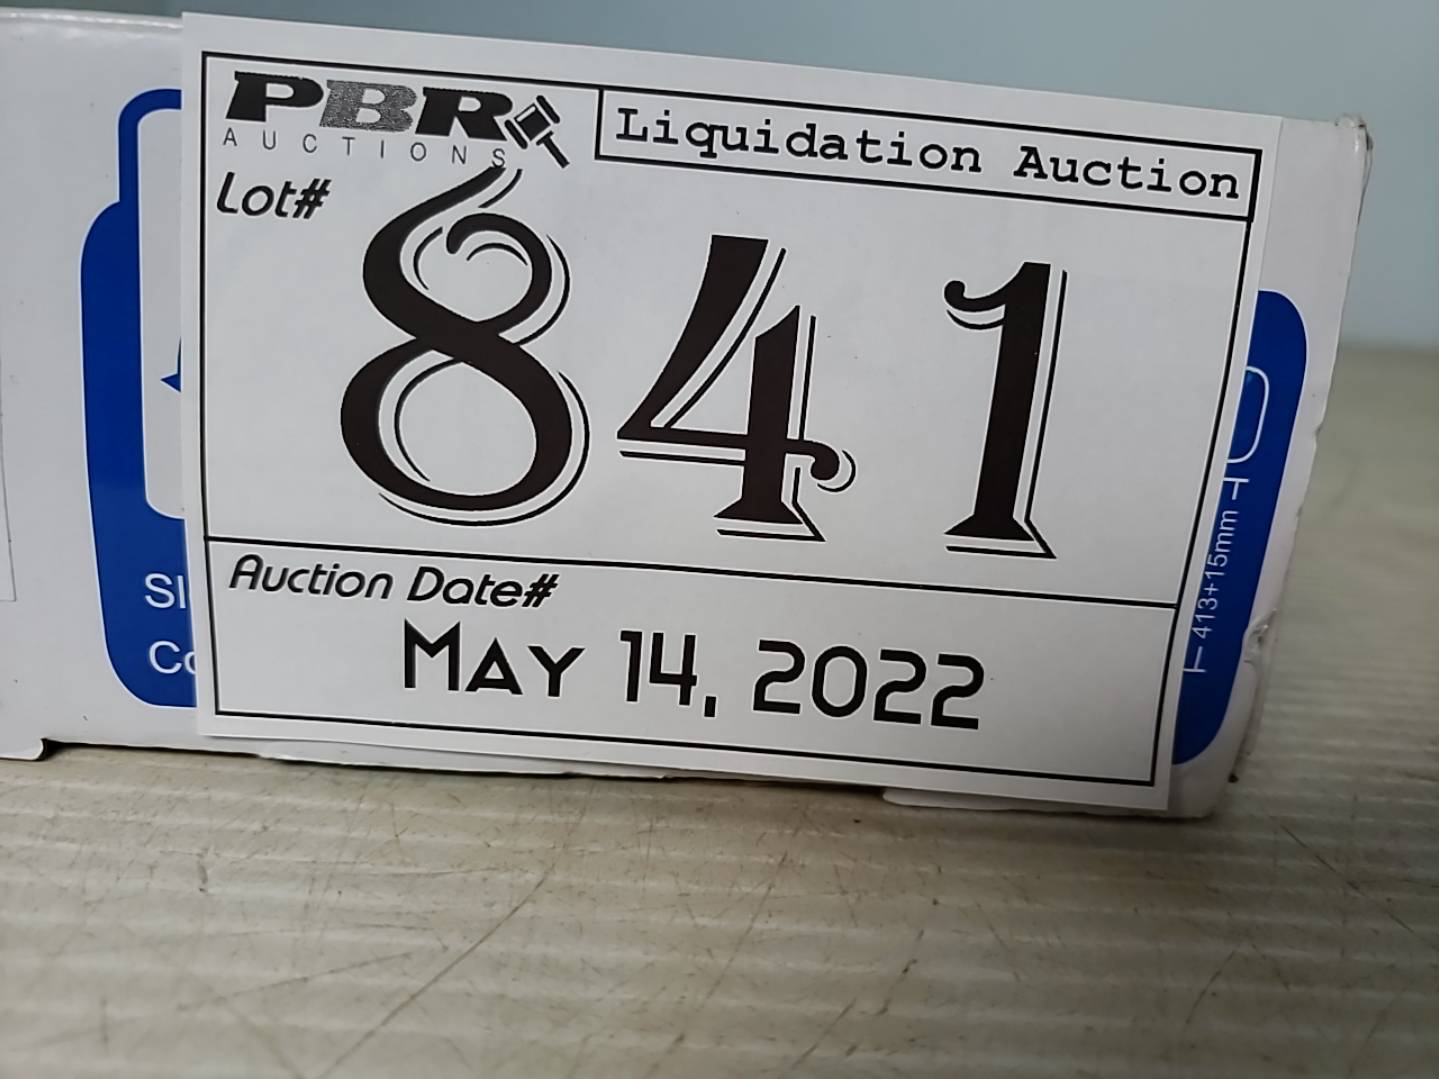 PBR
AUCTIONS
Liquidation Auction
Lot#
841
Auction Date#
MAY 14, 2022
413+15mm